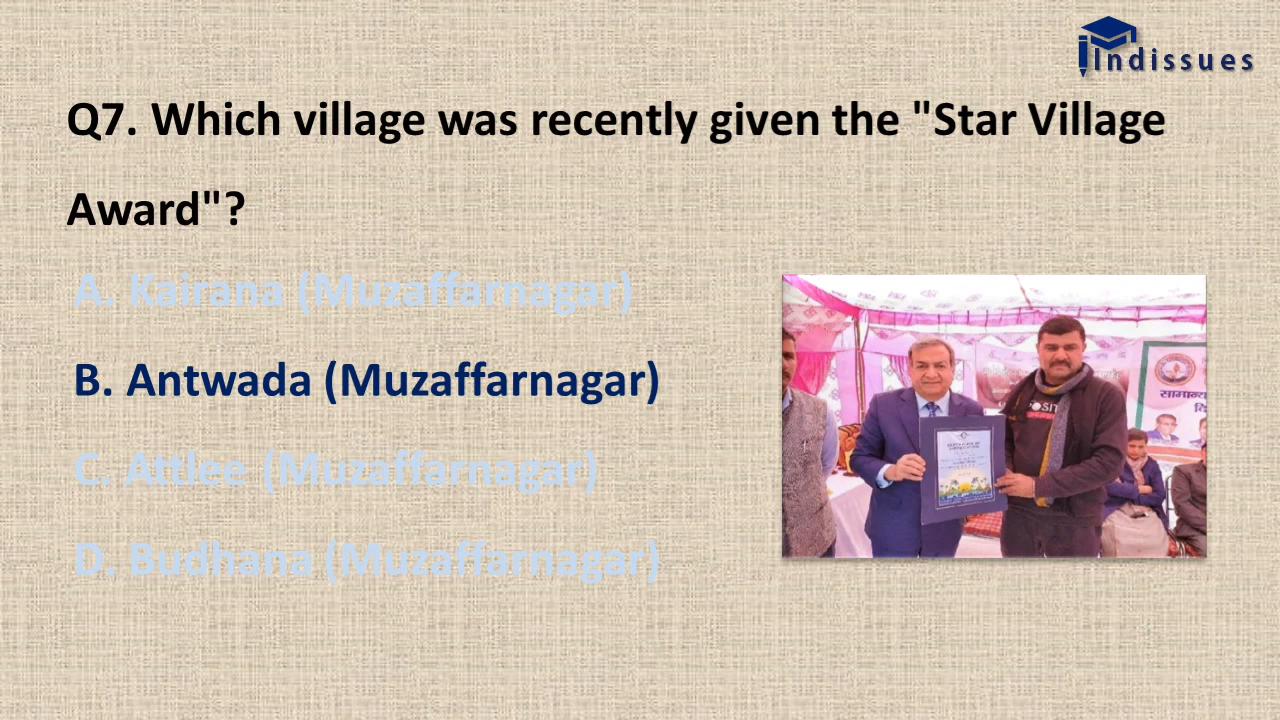 Indissues
Q7. Which village was recently given the "Star Village
Award"?
A. Kairana (Muzaffarnagar)
B. Antwada (Muzaffarnagar)
C. Attlee (Muzaffarnagar)
D. Budhana (Muzaffarnagar)
सामान्य